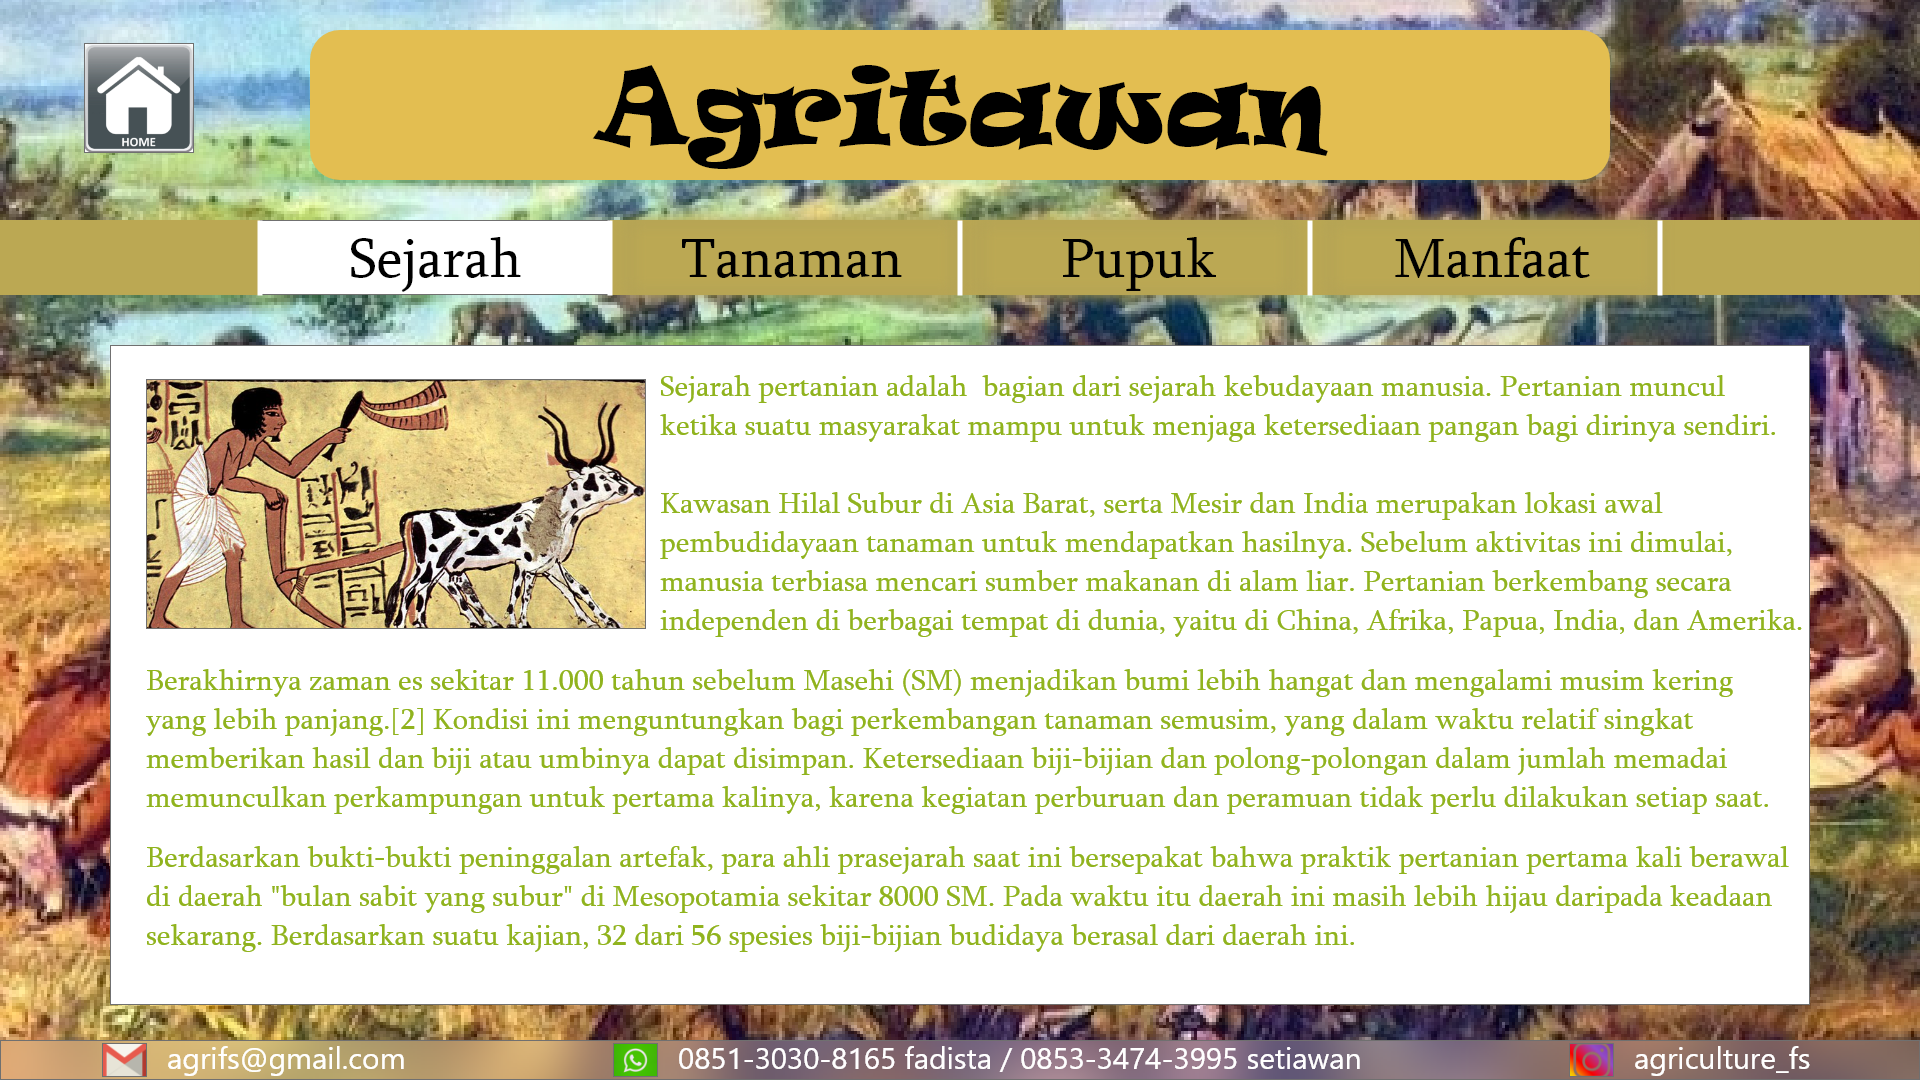 HOME
Agritawan
Sejarah
Tanaman
Pupuk
Manfaat
Sejarah pertanian adalah  bagian dari sejarah kebudayaan manusia. Pertanian muncul
ketika suatu masyarakat mampu untuk menjaga ketersediaan pangan bagi dirinya sendiri.
Kawasan Hilal Subur di Asia Barat, serta Mesir dan India merupakan lokasi awal
pembudidayaan tanaman untuk mendapatkan hasilnya. Sebelum aktivitas ini dimulai,
manusia terbiasa mencari sumber makanan di alam liar. Pertanian berkembang secara
independen di berbagai tempat di dunia, yaitu di China, Afrika, Papua, India, dan Amerika.
Berakhirnya zaman es sekitar 11.000 tahun sebelum Masehi (SM) menjadikan bumi lebih hangat dan mengalami musim kering
yang lebih panjang.[2] Kondisi ini menguntungkan bagi perkembangan tanaman semusim, yang dalam waktu relatif singkat
memberikan hasil dan biji atau umbinya dapat disimpan. Ketersediaan biji-bijian dan polong-polongan dalam jumlah memadai
memunculkan perkampungan untuk pertama kalinya, karena kegiatan perburuan dan peramuan tidak perlu dilakukan setiap saat.
Berdasarkan bukti-bukti peninggalan artefak, para ahli prasejarah saat ini bersepakat bahwa praktik pertanian pertama kali berawal
di daerah "bulan sabit yang subur" di Mesopotamia sekitar 8000 SM. Pada waktu itu daerah ini masih lebih hijau daripada keadaan
sekarang. Berdasarkan suatu kajian, 32 dari 56 spesies biji-bijian budidaya berasal dari daerah ini.
agrifs@gmail.com
0851-3030-8165 fadista / 0853-3474-3995 setiawan
agriculture_fs